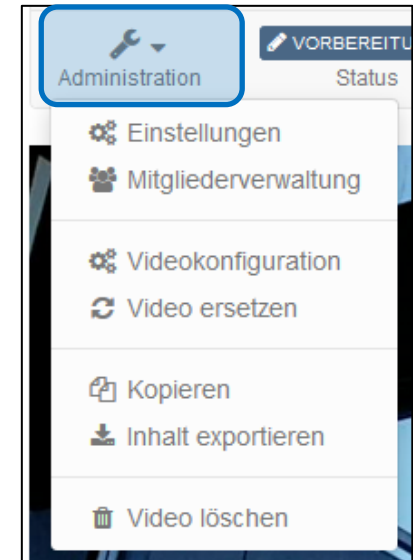 VORBEREITU
Administration Status
Einstellungen
Mitgliederverwaltung
Videokonfiguration
Video ersetzen
Kopieren
Inhalt exportieren
Video löschen